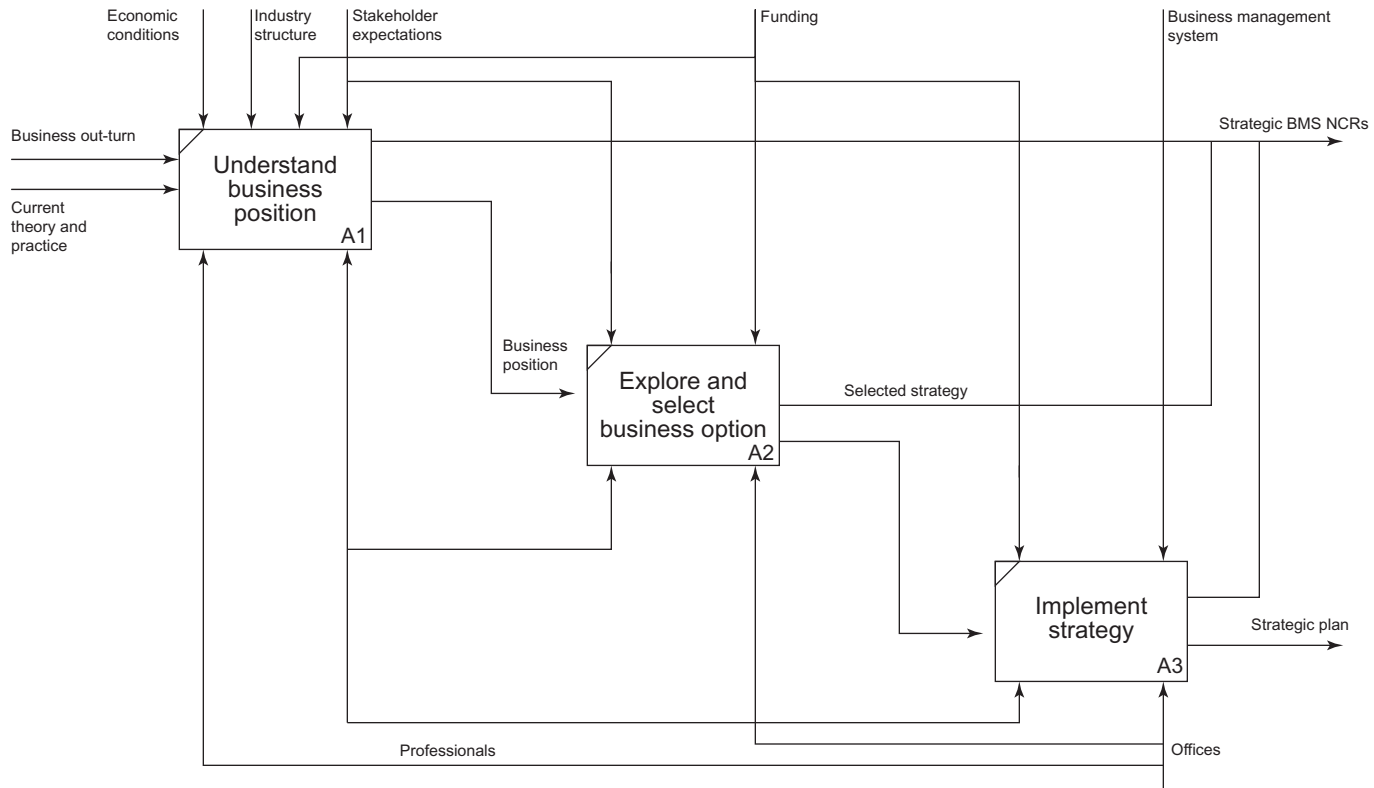 Economic
conditions
Industry
structure
Stakeholder
expectations
Funding
Business management
system
Business out-turn
Strategic BMS NCRs
Understand
business
position
A1
Current
theory and
practice
Business
position
Explore and
select
business option
A2
Selected strategy
Implement
strategy
A3
Strategic plan
Professionals
Offices